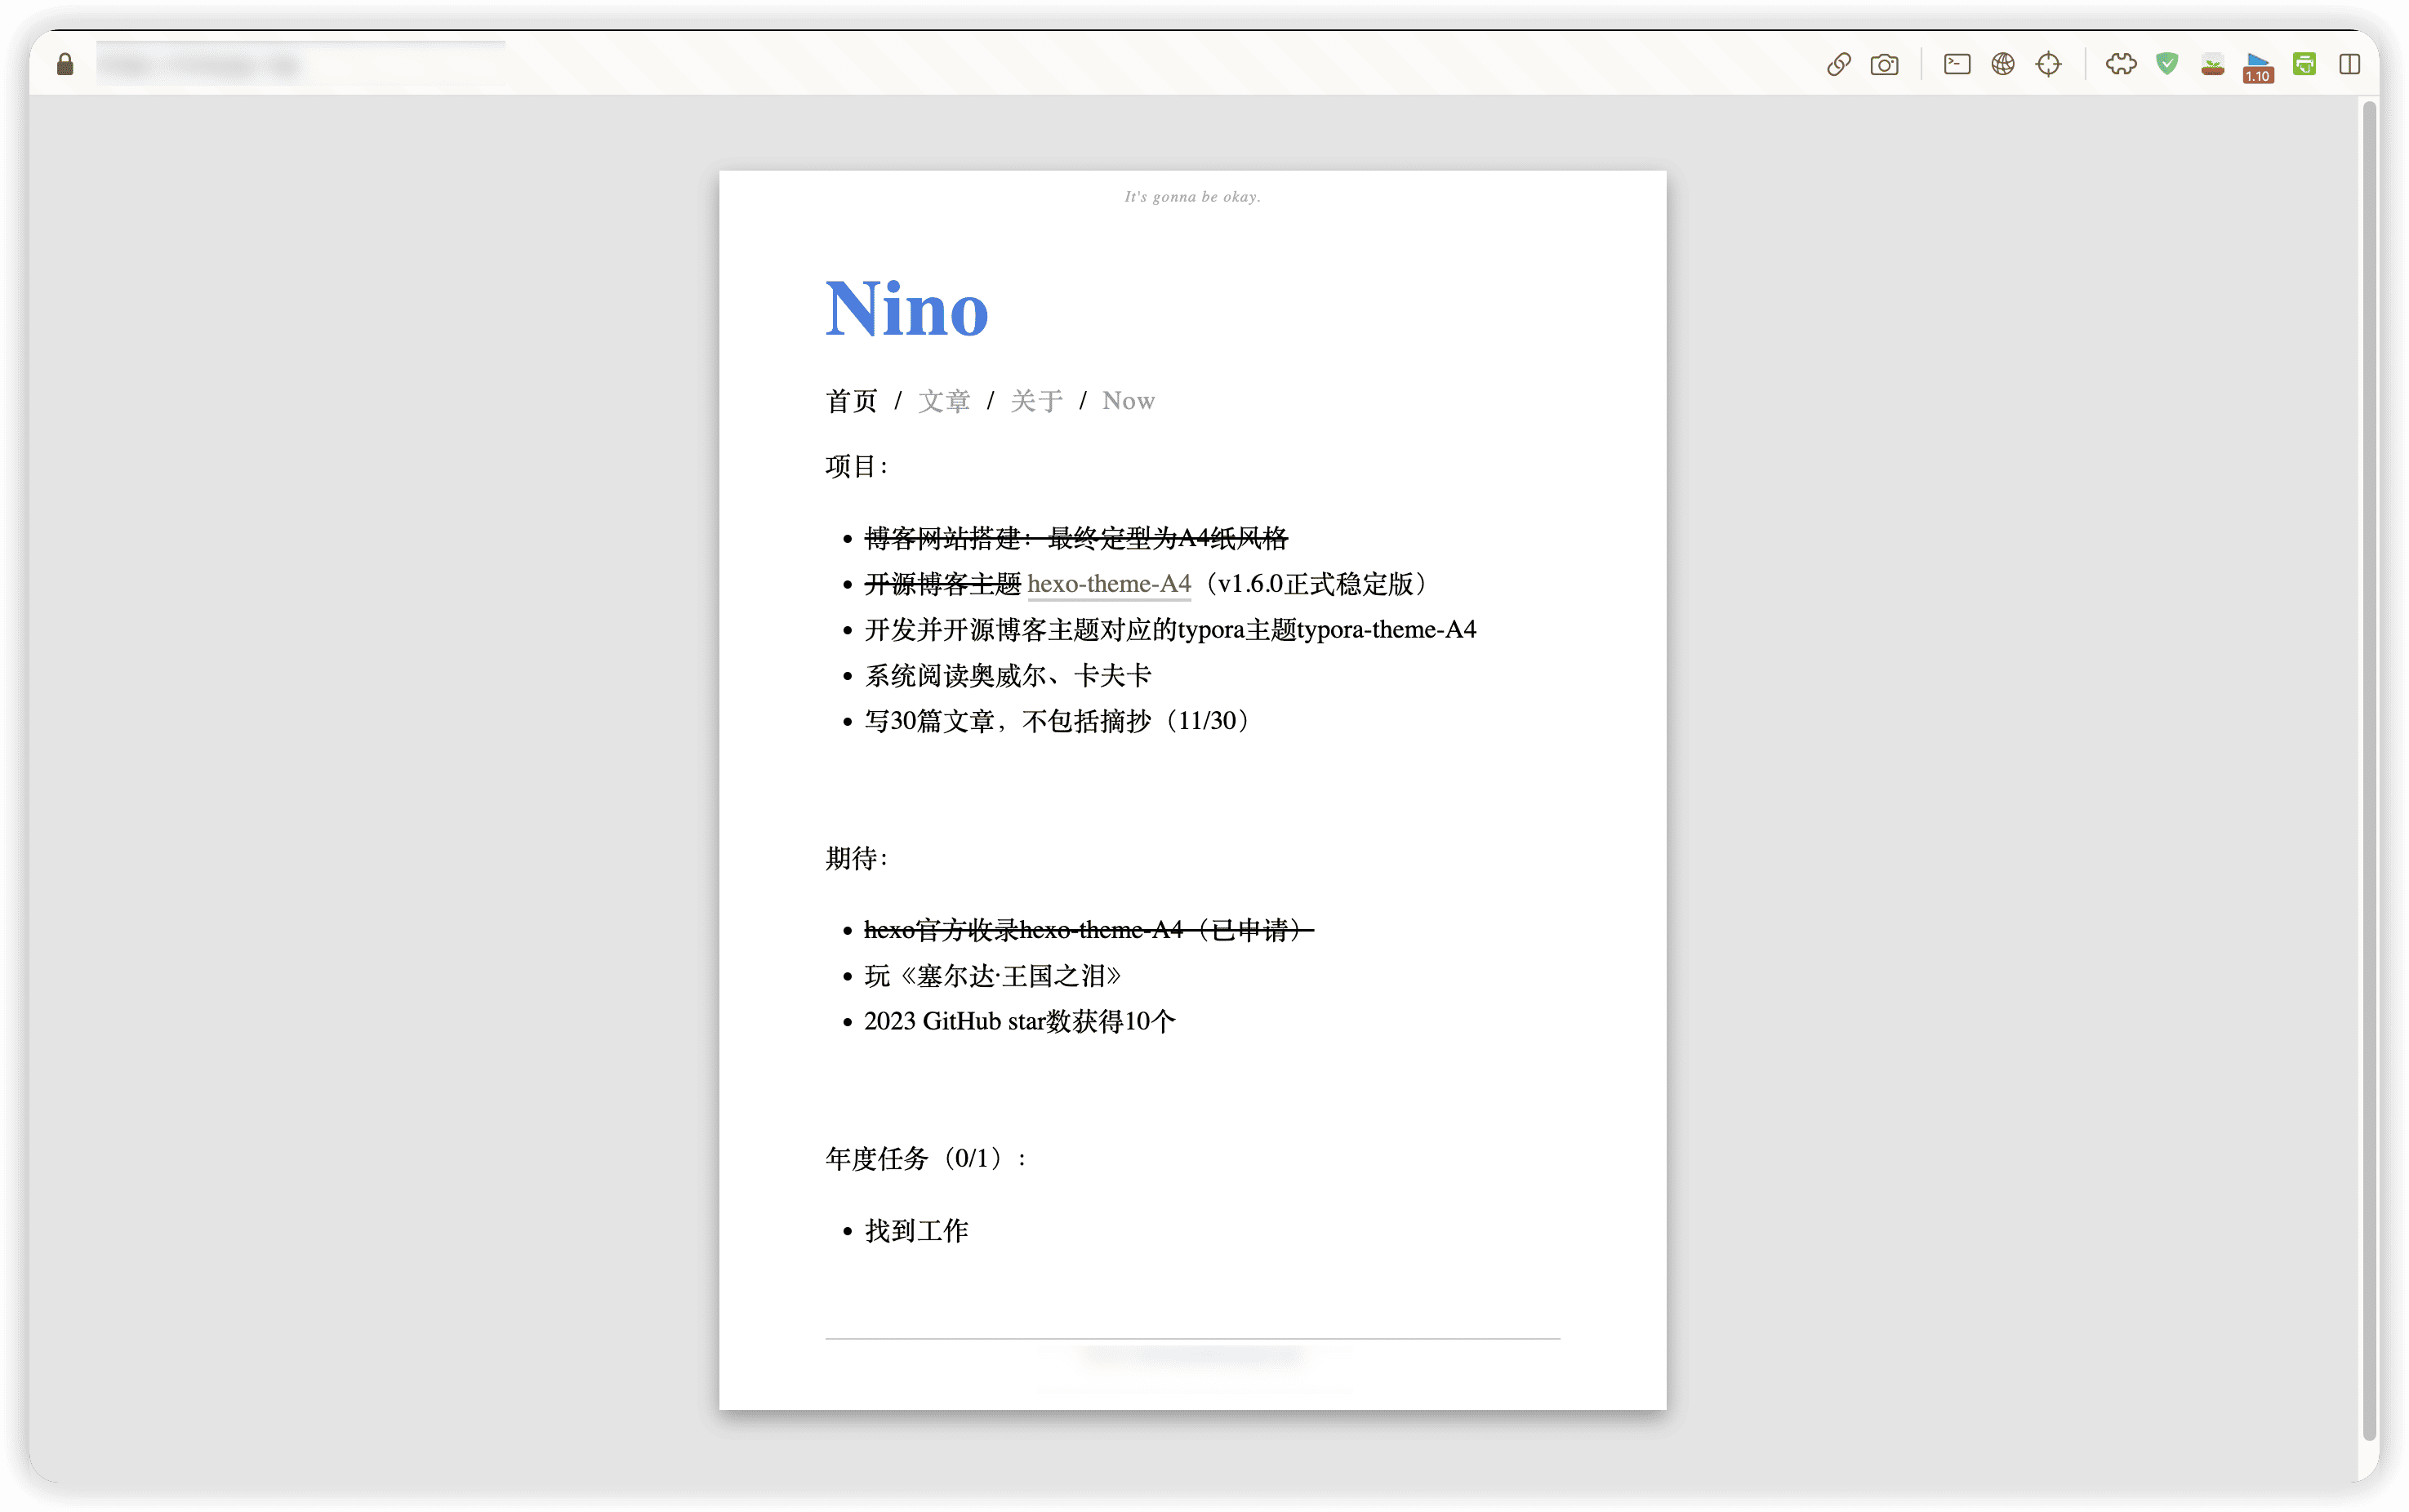 1.10
It's gonna be okay.
Nino
首页 / 文章 / 关于 / Now
项目：
博客网站搭建：最终定型为A4纸风格
开源博客主题 hexo-theme-A4（v1.6.0正式稳定版）
开发并开源博客主题对应的typora主题typora-theme-A4
系统阅读奥威尔、卡夫卡
写30篇文章，不包括摘抄（11/30）
期待：
hexo官方收录hexo-theme-A4（已申请）
玩《塞尔达·王国之泪》
2023 GitHub star数获得10个
年度任务（0/1）：
找到工作